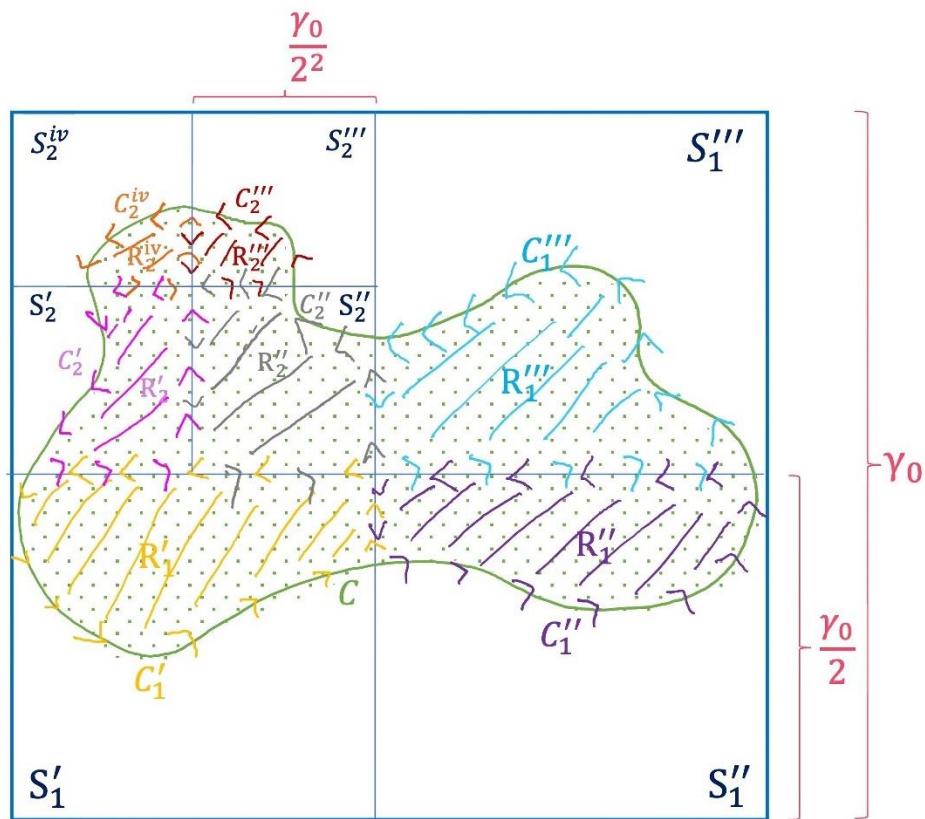 γ₀/2²
S₂ⁱᵛ S₂‴ S₁‴
C₂ⁱᵛ C₂‴
R₂ⁱᵛ R₂‴ C₁‴
S₂′ C₂″ S₂″
C₂′ R₂′ R₂″ R₁‴
γ₀
R₁′ R₁″
C
C₁′ C₁″ γ₀/2
S₁′ S₁″